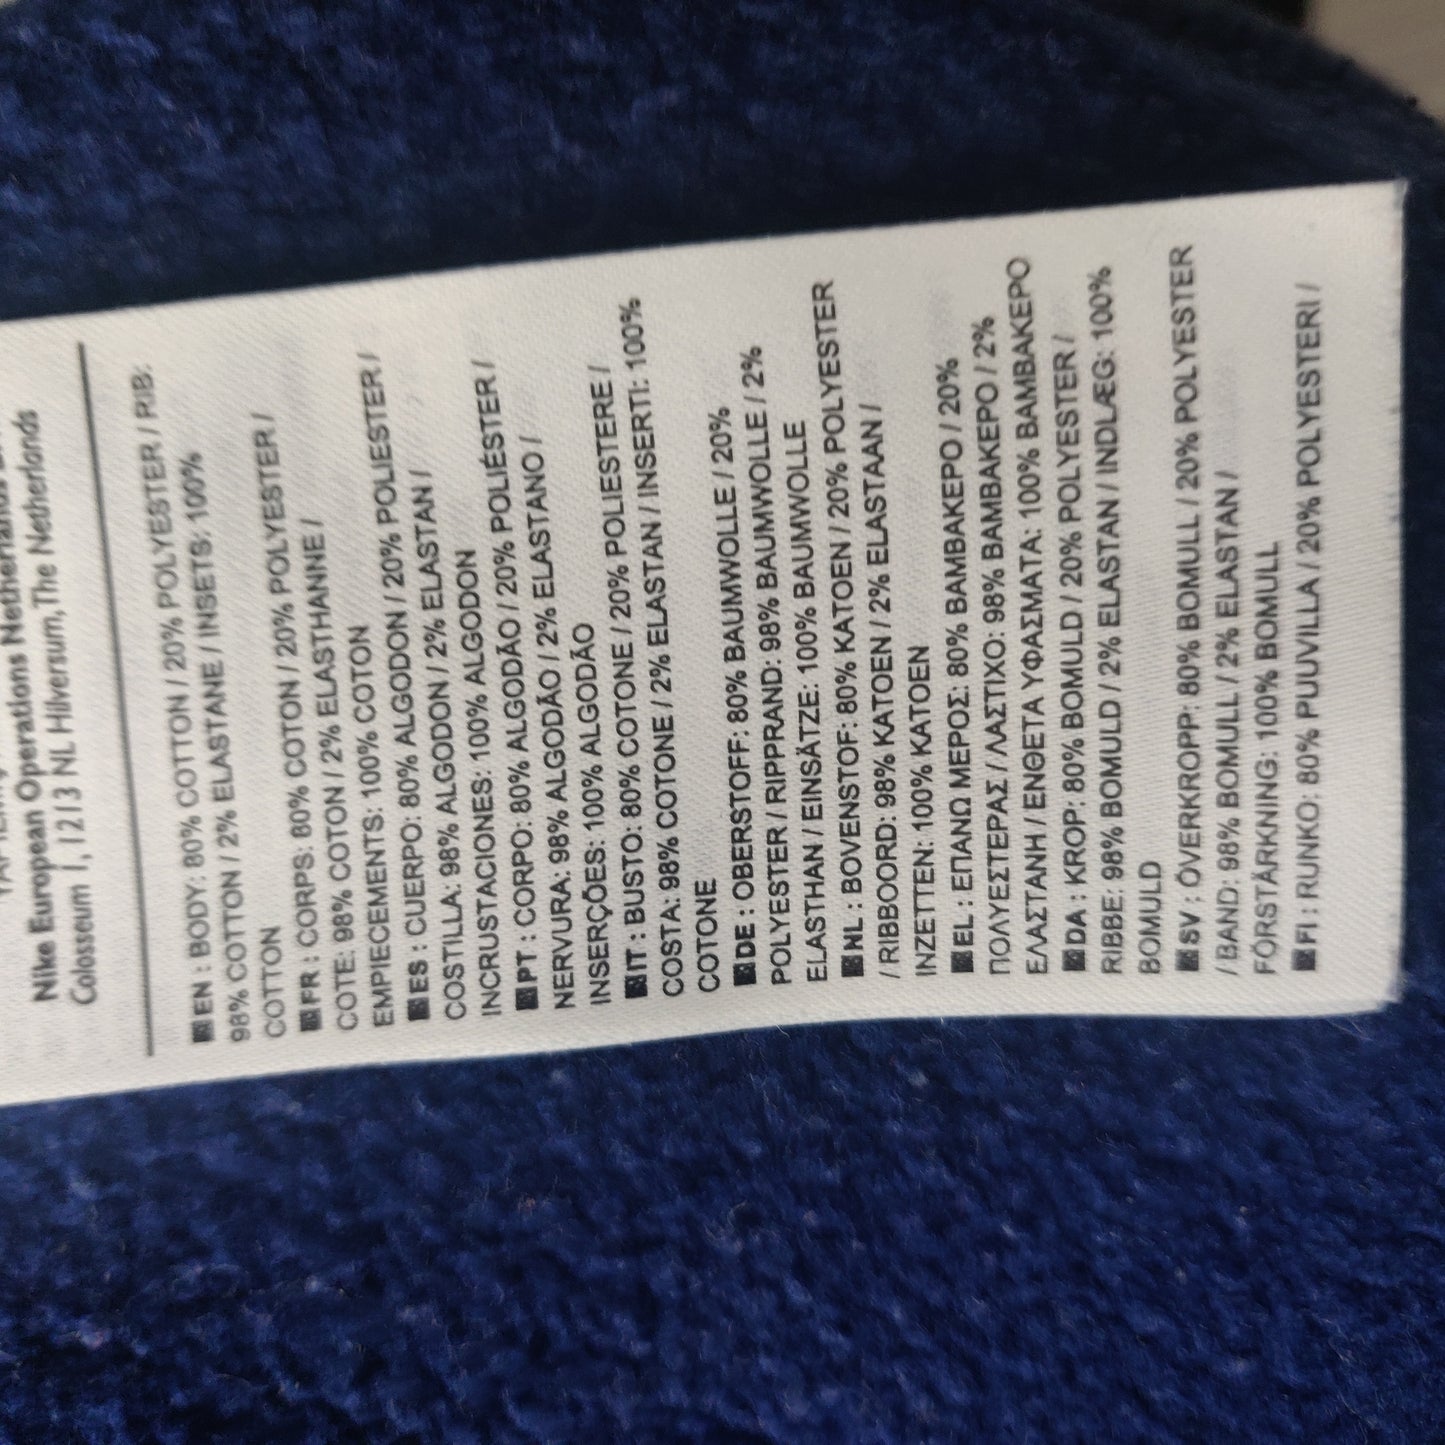 Nike European Operations Netherlands
Colosseum 1, 1213 NL Hilversum, The Netherlands
EN : BODY: 80% COTTON / 20% POLYESTER / RIB:
98% COTTON / 2% ELASTANE / INSETS: 100%
COTTON
FR : CORPS: 80% COTON / 20% POLYESTER /
COTE: 98% COTON / 2% ELASTHANNE /
EMPIECEMENTS: 100% COTON
ES : CUERPO: 80% ALGODON / 20% POLIESTER /
COSTILLA: 98% ALGODON / 2% ELASTAN /
INCRUSTACIONES: 100% ALGODON
PT : CORPO: 80% ALGODÃO / 20% POLIÉSTER /
NERVURA: 98% ALGODÃO / 2% ELASTANO /
INSERÇÕES: 100% ALGODÃO
IT : BUSTO: 80% COTONE / 20% POLIESTERE /
COSTA: 98% COTONE / 2% ELASTAN / INSERTI: 100%
COTONE
DE : OBERSTOFF: 80% BAUMWOLLE / 20%
POLYESTER / RIPPRAND: 98% BAUMWOLLE / 2%
ELASTHAN / EINSÄTZE: 100% BAUMWOLLE
NL : BOVENSTOF: 80% KATOEN / 20% POLYESTER
/ RIBBOORD: 98% KATOEN / 2% ELASTAAN /
INZETTEN: 100% KATOEN
EL : ΕΠΑΝΩ ΜΕΡΟΣ: 80% ΒΑΜΒΑΚΕΡΟ / 20%
ΠΟΛΥΕΣΤΕΡΑΣ / ΛΑΣΤΙΧΟ: 98% ΒΑΜΒΑΚΕΡΟ / 2%
ΕΛΑΣΤΑΝΗ / ΕΝΘΕΤΑ ΥΦΑΣΜΑΤΑ: 100% ΒΑΜΒΑΚΕΡΟ
DA : KROP: 80% BOMULD / 20% POLYESTER /
RIBBE: 98% BOMULD / 2% ELASTAN / INDLÆG: 100%
BOMULD
SV : ÖVERKROPP: 80% BOMULL / 20% POLYESTER
/ BAND: 98% BOMULL / 2% ELASTAN /
FÖRSTÄRKNING: 100% BOMULL
FI : RUNKO: 80% PUUVILLA / 20% POLYESTERI /